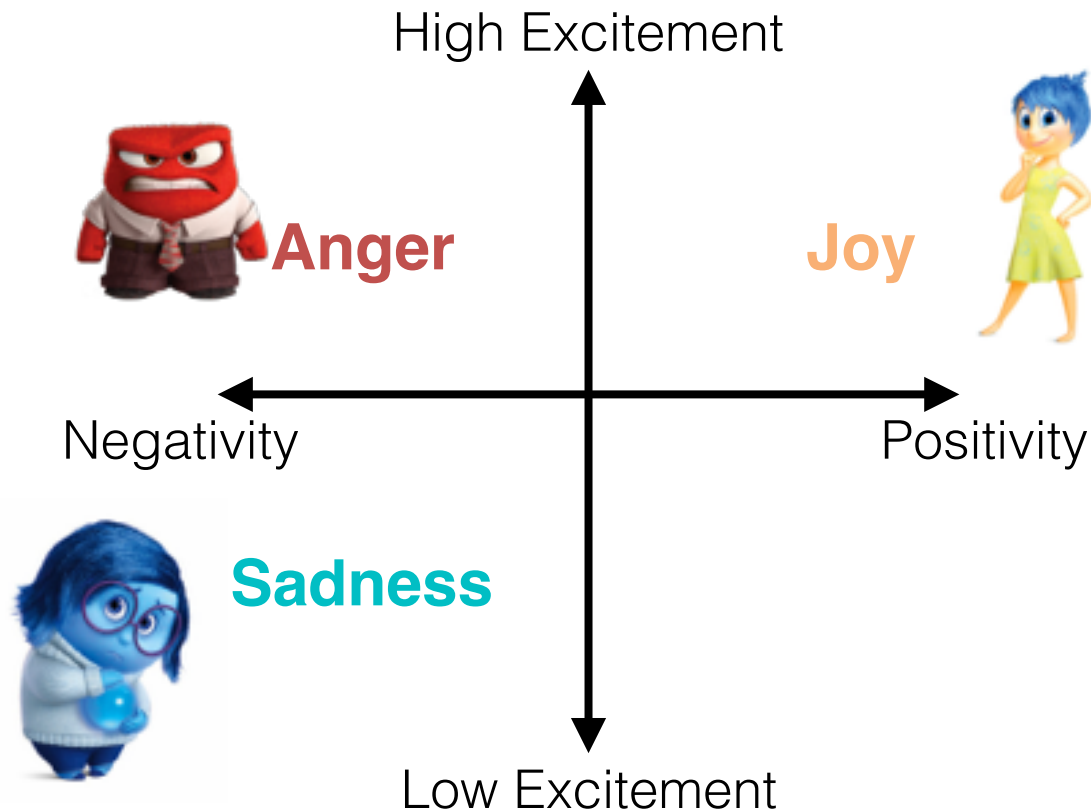 High Excitement
Anger
Joy
Negativity
Positivity
Sadness
Low Excitement